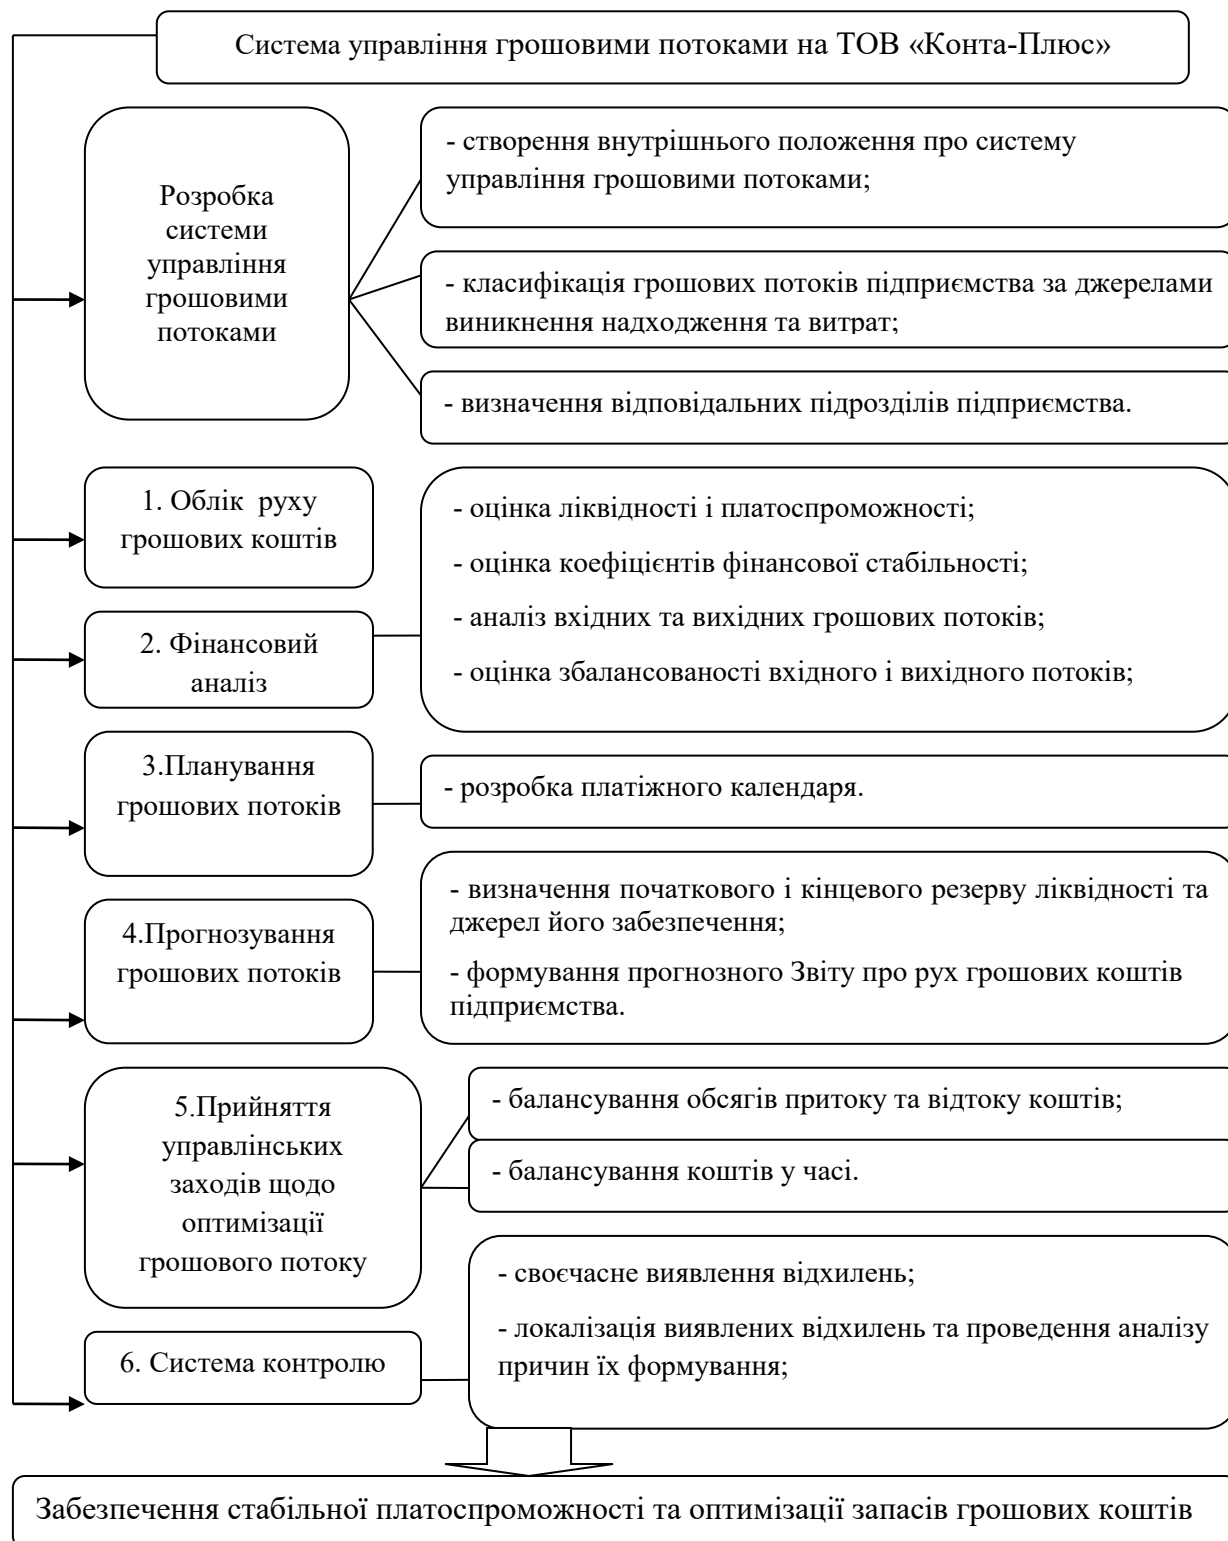 Система управління грошовими потоками на ТОВ «Конта-Плюс»
Розробка
системи
управління
грошовими
потоками
- створення внутрішнього положення про систему
управління грошовими потоками;
- класифікація грошових потоків підприємства за джерелами
виникнення надходження та витрат;
- визначення відповідальних підрозділів підприємства.
1. Облік руху
грошових коштів
2. Фінансовий
аналіз
- оцінка ліквідності і платоспроможності;
- оцінка коефіцієнтів фінансової стабільності;
- аналіз вхідних та вихідних грошових потоків;
- оцінка збалансованості вхідного і вихідного потоків;
3.Планування
грошових потоків
- розробка платіжного календаря.
4.Прогнозування
грошових потоків
- визначення початкового і кінцевого резерву ліквідності та
джерел його забезпечення;
- формування прогнозного Звіту про рух грошових коштів
підприємства.
5.Прийняття
управлінських
заходів щодо
оптимізації
грошового потоку
- балансування обсягів притоку та відтоку коштів;
- балансування коштів у часі.
6. Система контролю
- своєчасне виявлення відхилень;
- локалізація виявлених відхилень та проведення аналізу
причин їх формування;
Забезпечення стабільної платоспроможності та оптимізації запасів грошових коштів